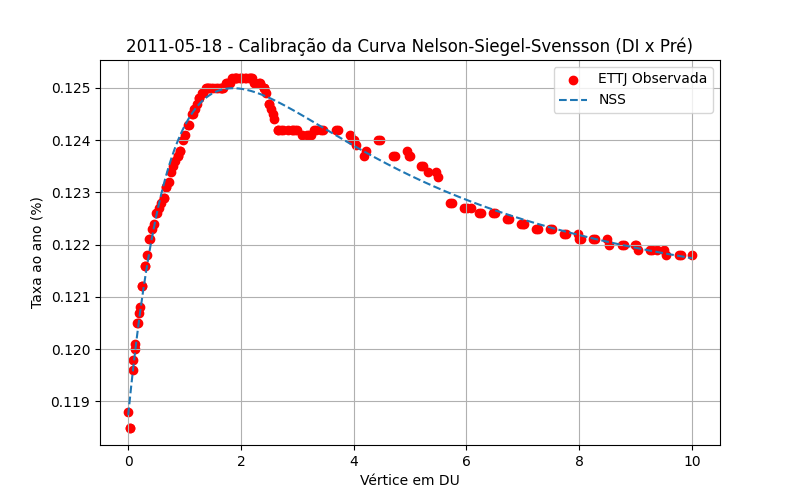 2011-05-18 - Calibração da Curva Nelson-Siegel-Svensson (DI x Pré)
ETTJ Observada
NSS
Taxa ao ano (%)
0.125
0.124
0.123
0.122
0.121
0.120
0.119
0 2 4 6 8 10
Vértice em DU